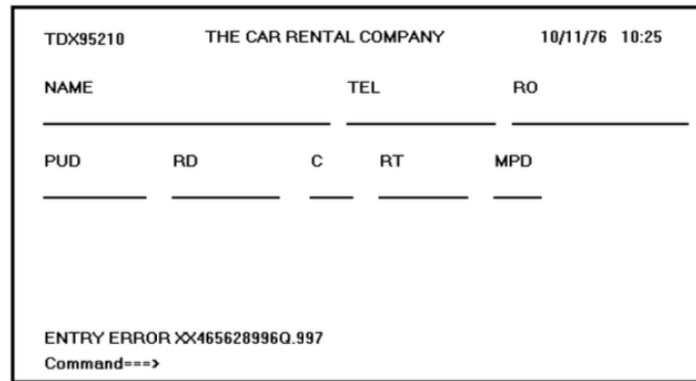 TDX95210 THE CAR RENTAL COMPANY 10/11/76 10:25
NAME TEL RO
PUD RD C RT MPD
ENTRY ERROR XX465628996Q.997
Command===>